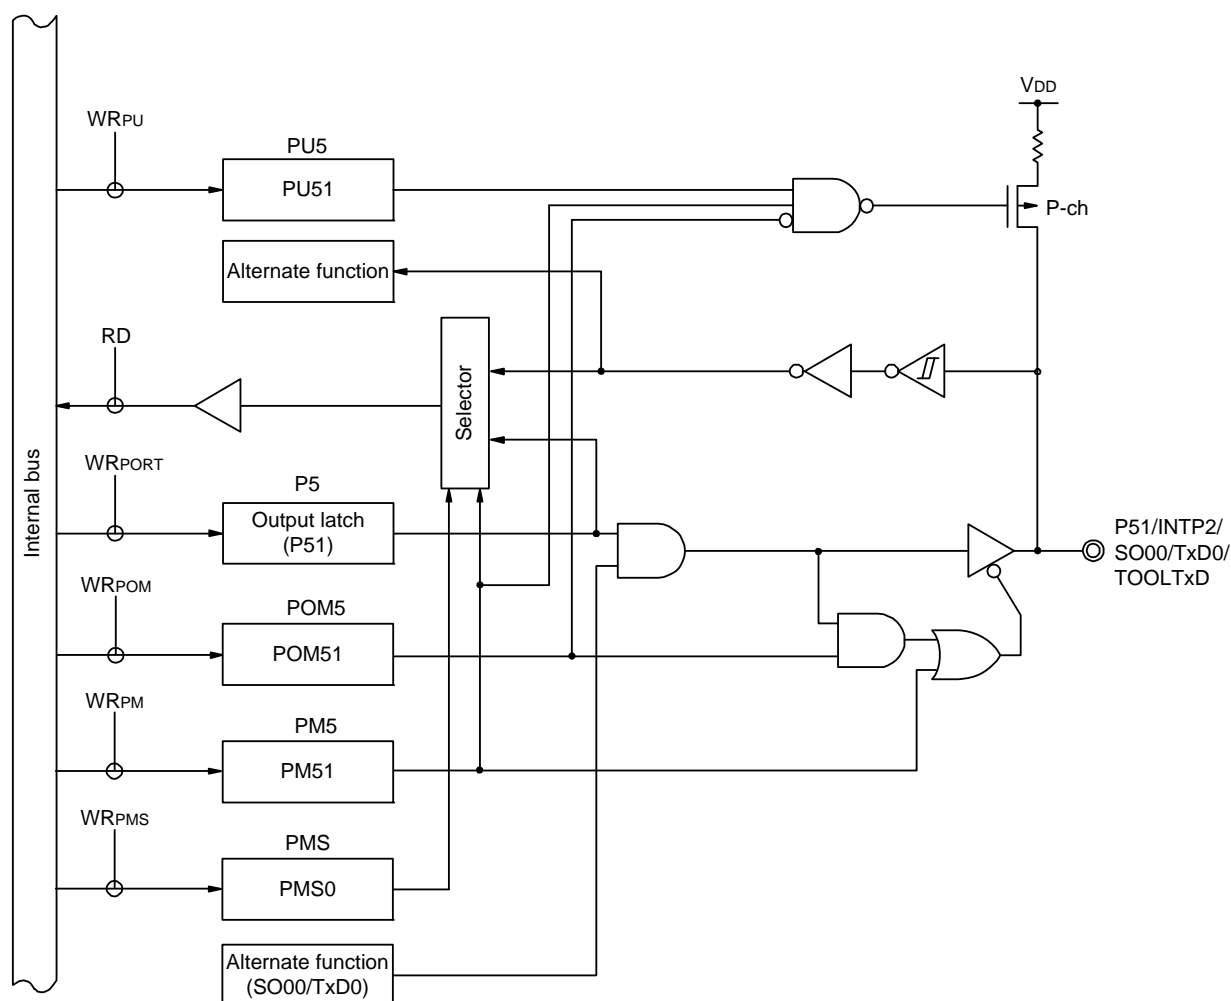 VDD
WRPU
PU5
PU51
P-ch
Alternate function
RD
Selector
Internal bus
WRPORT
P5
Output latch
(P51)
P51/INTP2/
SO00/TxD0/
TOOLTxD
WRPOM
POM5
POM51
WRPM
PM5
PM51
WRPMS
PMS
PMS0
Alternate function
(SO00/TxD0)